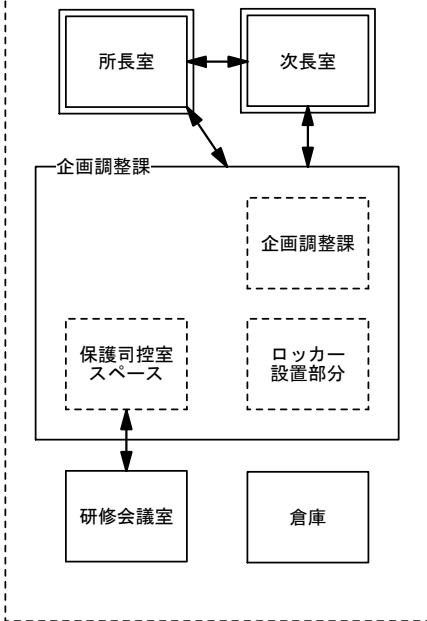 所長室
次長室
企画調整課
企画調整課
保護司控室
スペース
ロッカー
設置部分
研修会議室
倉庫